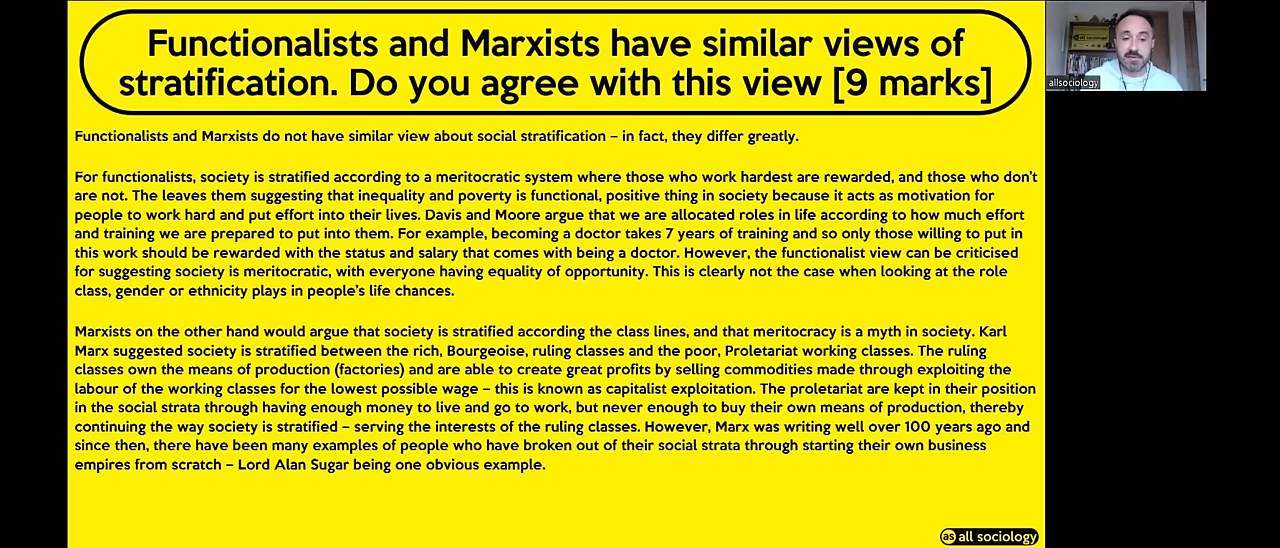 Functionalists and Marxists have similar views of
stratification. Do you agree with this view [9 marks]
allsociology
Functionalists and Marxists do not have similar view about social stratification – in fact, they differ greatly.
For functionalists, society is stratified according to a meritocratic system where those who work hardest are rewarded, and those who don't
are not. The leaves them suggesting that inequality and poverty is functional, positive thing in society because it acts as motivation for
people to work hard and put effort into their lives. Davis and Moore argue that we are allocated roles in life according to how much effort
and training we are prepared to put into them. For example, becoming a doctor takes 7 years of training and so only those willing to put in
this work should be rewarded with the status and salary that comes with being a doctor. However, the functionalist view can be criticised
for suggesting society is meritocratic, with everyone having equality of opportunity. This is clearly not the case when looking at the role
class, gender or ethnicity plays in people's life chances.
Marxists on the other hand would argue that society is stratified according the class lines, and that meritocracy is a myth in society. Karl
Marx suggested society is stratified between the rich, Bourgeoise, ruling classes and the poor, Proletariat working classes. The ruling
classes own the means of production (factories) and are able to create great profits by selling commodities made through exploiting the
labour of the working classes for the lowest possible wage – this is known as capitalist exploitation. The proletariat are kept in their position
in the social strata through having enough money to live and go to work, but never enough to buy their own means of production, thereby
continuing the way society is stratified – serving the interests of the ruling classes. However, Marx was writing well over 100 years ago and
since then, there have been many examples of people who have broken out of their social strata through starting their own business
empires from scratch – Lord Alan Sugar being one obvious example.
as all sociology